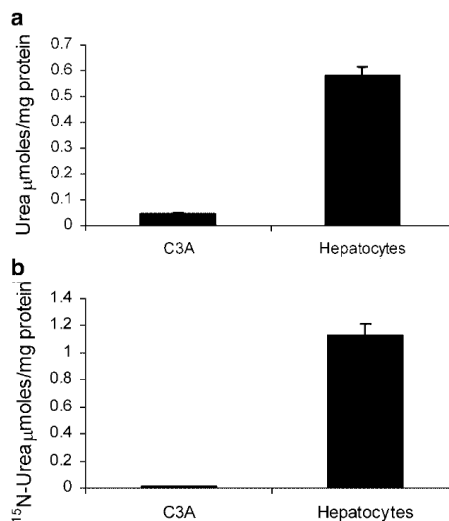 a
Urea μmoles/mg protein
0.7
0.6
0.5
0.4
0.3
0.2
0.1
0
C3A Hepatocytes
b
¹⁵N-Urea μmoles/mg protein
1.4
1.2
1
0.8
0.6
0.4
0.2
0
C3A Hepatocytes